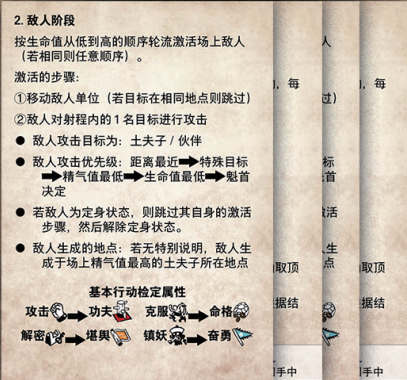 2. 敌人阶段
按生命值从低到高的顺序轮流激活场上敌人
（若相同则任意顺序）。
激活的步骤：
①移动敌人单位（若目标在相同地点则跳过）
②敌人对射程内的1名目标进行攻击
● 敌人攻击目标为：土夫子 / 伙伴
● 敌人攻击优先级：距离最近➡特殊目标
➡精气值最低➡生命值最低➡魁首
决定
● 若敌人为定身状态，则跳过其自身的激活
步骤，然后解除定身状态。
● 敌人生成的地点：若无特别说明，敌人生
成于场上精气值最高的土夫子所在地点
基本行动检定属性
攻击➡功夫 克服➡命格
解密➡堪舆 镇妖➡奋勇
，每
取顶
据结
手中
人
过）
标
首
激活
人生
点
，每
取顶
据结
手中